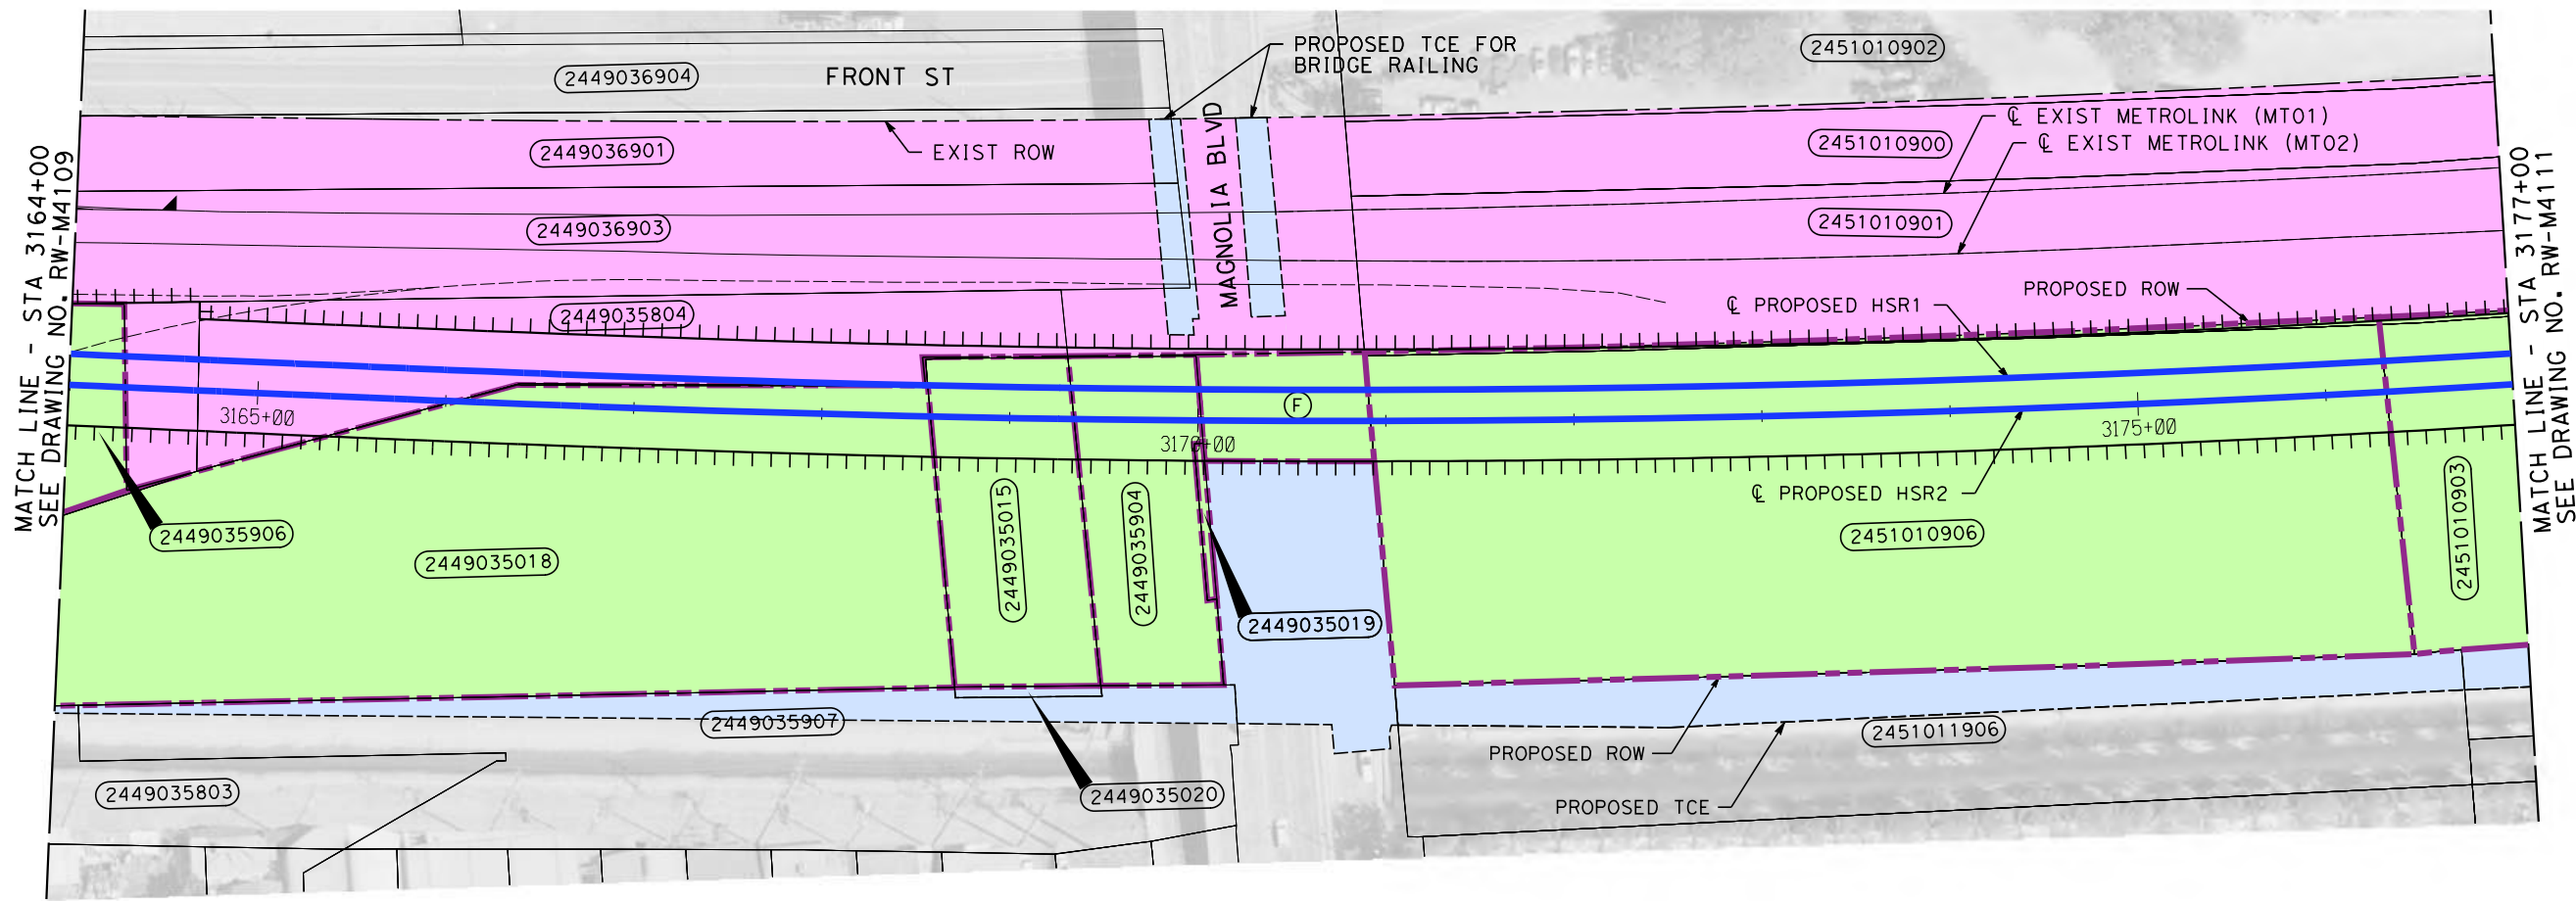 PROPOSED TCE FOR
BRIDGE RAILING
2451010902
2449036904
FRONT ST
℄ EXIST METROLINK (MT01)
℄ EXIST METROLINK (MT02)
2449036901
EXIST ROW
2451010900
MAGNOLIA BLVD
2449036903
2451010901
MATCH LINE - STA 3164+00
SEE DRAWING NO. RW-M4109
MATCH LINE - STA 3177+00
SEE DRAWING NO. RW-M4111
2449035804
℄ PROPOSED HSR1
PROPOSED ROW
3165+00
F
3170+00
3175+00
℄ PROPOSED HSR2
2449035906
2449035018
2449035015
2449035904
2451010906
2451010903
2449035019
2449035907
PROPOSED ROW
2451011906
2449035803
2449035020
PROPOSED TCE